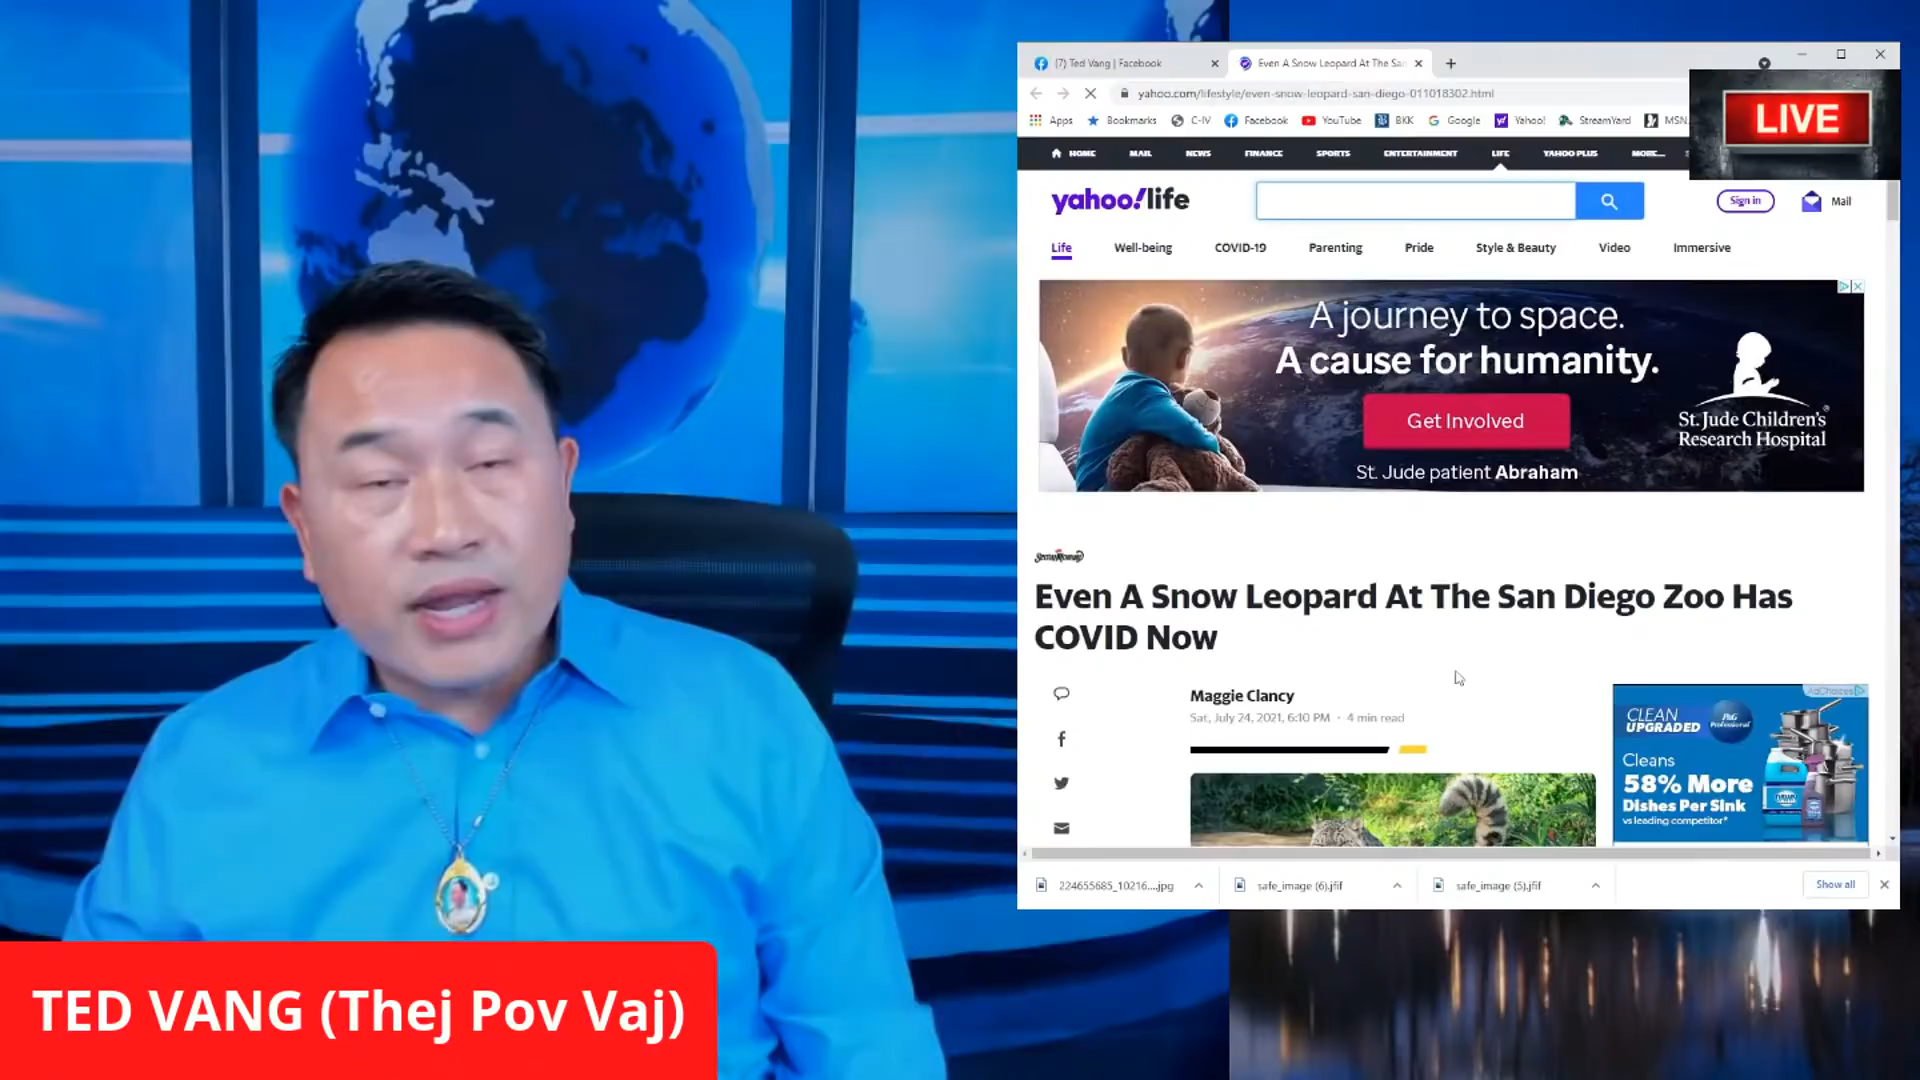 (7) Ted Vang | Facebook
Even A Snow Leopard At The Sa
yahoo.com/lifestyle/even-snow-leopard-san-diego-011018302.html
Apps
Bookmarks
C-IV
Facebook
YouTube
BKK
Google
Yahoo!
StreamYard
MSN
LIVE
HOME
MAIL
NEWS
FINANCE
SPORTS
ENTERTAINMENT
LIFE
YAHOO PLUS
MORE...
yahoo!life
Sign in
Mail
Life
Well-being
COVID-19
Parenting
Pride
Style & Beauty
Video
Immersive
A journey to space.
A cause for humanity.
Get Involved
St. Jude patient Abraham
St. Jude Children's®
Research Hospital
Even A Snow Leopard At The San Diego Zoo Has
COVID Now
Maggie Clancy
Sat, July 24, 2021, 6:10 PM · 4 min read
AdChoices
CLEAN
UPGRADED
P&G
Professional
Cleans
58% More
Dishes Per Sink
vs leading competitor*
224655685_10216....jpg
safe_image (6).jfif
safe_image (5).jfif
Show all
TED VANG (Thej Pov Vaj)